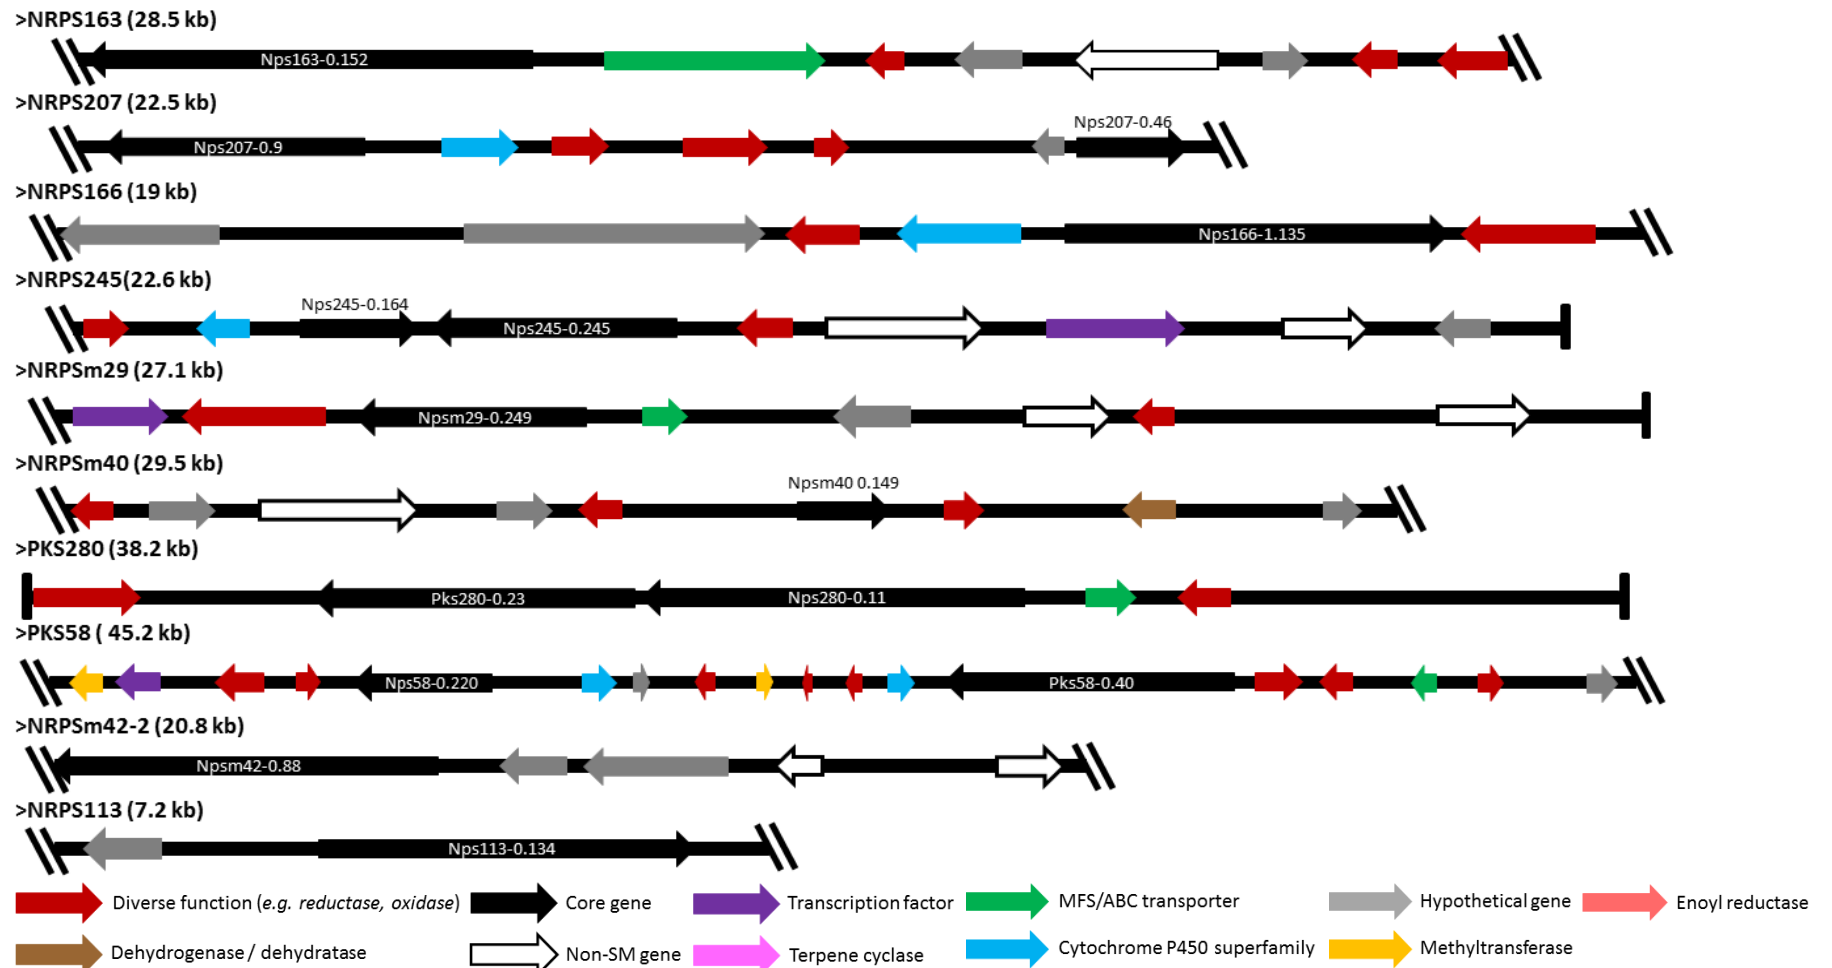 >NRPS163 (28.5 kb)
Nps163-0.152
>NRPS207 (22.5 kb)
Nps207-0.46
Nps207-0.9
>NRPS166 (19 kb)
Nps166-1.135
>NRPS245(22.6 kb)
Nps245-0.164
Nps245-0.245
>NRPSm29 (27.1 kb)
Npsm29-0.249
>NRPSm40 (29.5 kb)
Npsm40 0.149
>PKS280 (38.2 kb)
Pks280-0.23 Nps280-0.11
>PKS58 ( 45.2 kb)
Nps58-0.220 Pks58-0.40
>NRPSm42-2 (20.8 kb)
Npsm42-0.88
>NRPS113 (7.2 kb)
Nps113-0.134
Diverse function (e.g. reductase, oxidase) Core gene Transcription factor MFS/ABC transporter Hypothetical gene Enoyl reductase
Dehydrogenase / dehydratase Non-SM gene Terpene cyclase Cytochrome P450 superfamily Methyltransferase